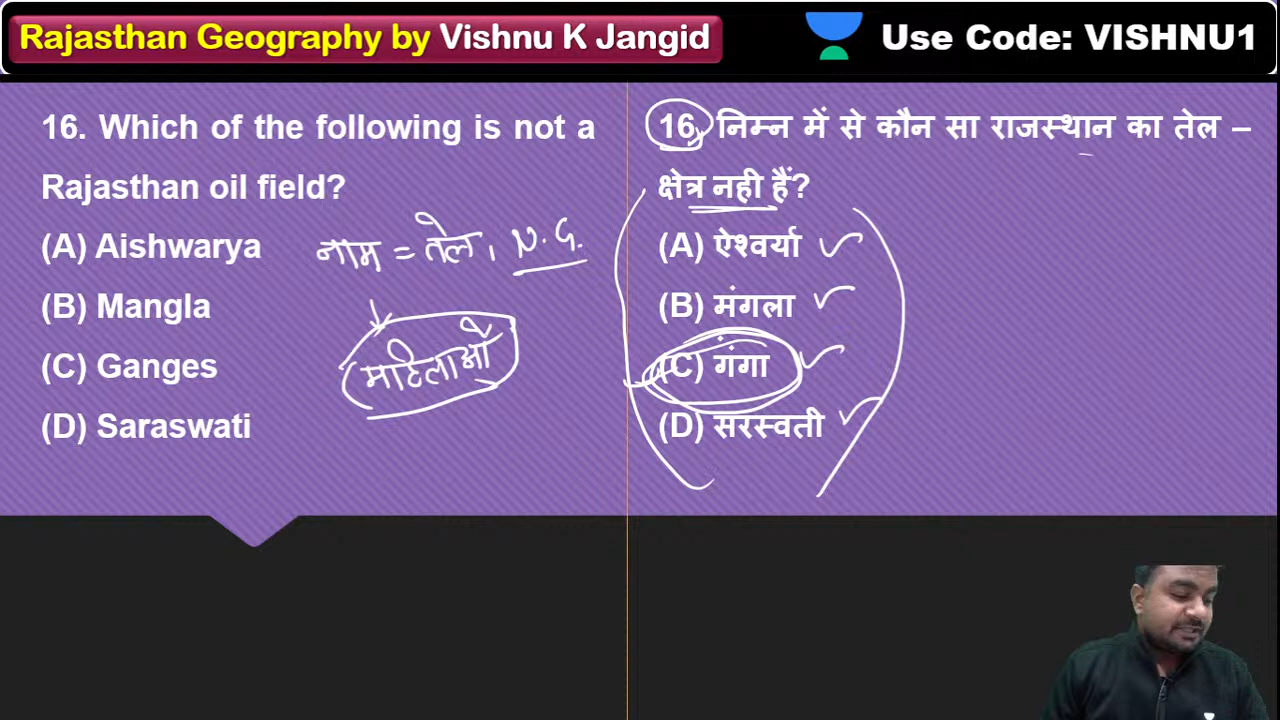 Rajasthan Geography by Vishnu K Jangid
Use Code: VISHNU1
16. Which of the following is not a
Rajasthan oil field?
(A) Aishwarya
(B) Mangla
(C) Ganges
(D) Saraswati
नाम = तेल, N.G.
महिलाओं
16. निम्न में से कौन सा राजस्थान का तेल –
क्षेत्र नही हैं?
(A) ऐश्वर्या
(B) मंगला
(C) गंगा
(D) सरस्वती